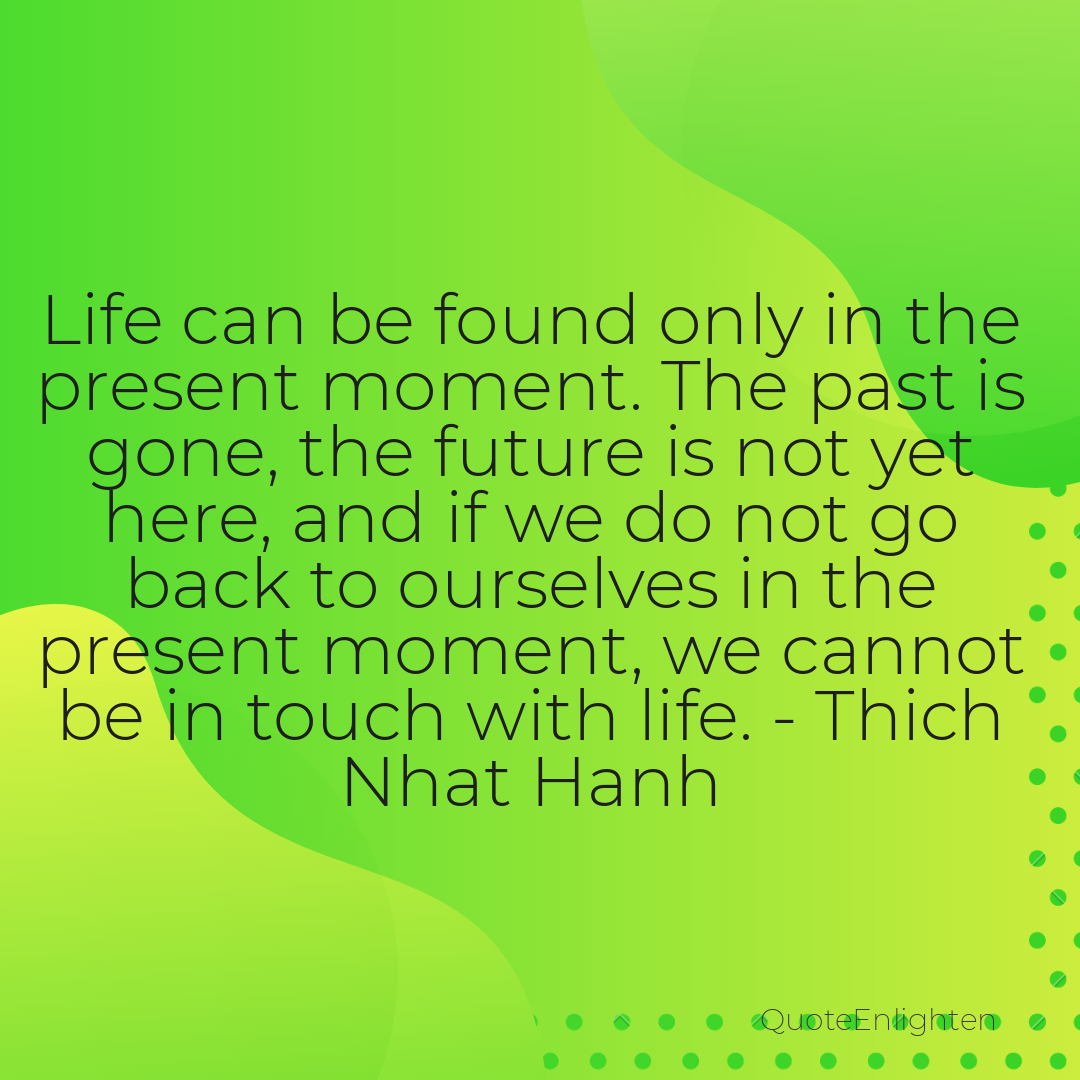 Life can be found only in the
present moment. The past is
gone, the future is not yet
here, and if we do not go
back to ourselves in the
present moment, we cannot
be in touch with life. - Thich
Nhat Hanh
QuoteEnlighten